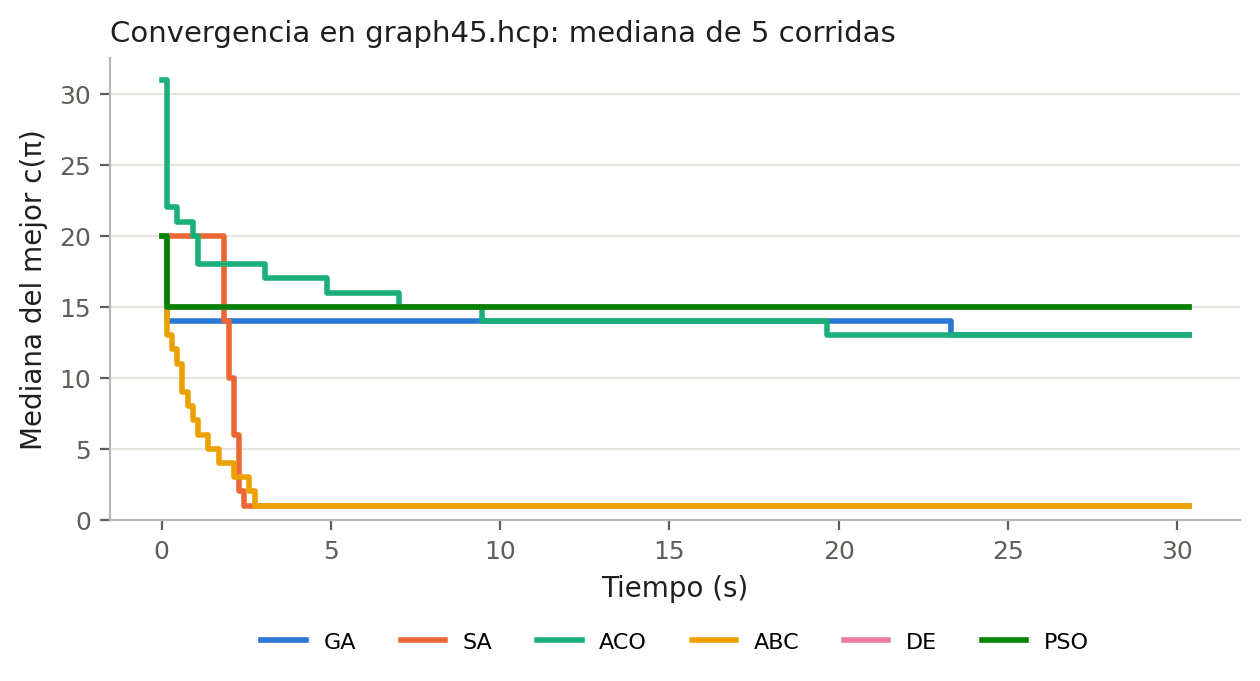 Convergencia en graph45.hcp: mediana de 5 corridas
Mediana del mejor c(π)
30
25
20
15
10
5
0
0 5 10 15 20 25 30
Tiempo (s)
GA SA ACO ABC DE PSO